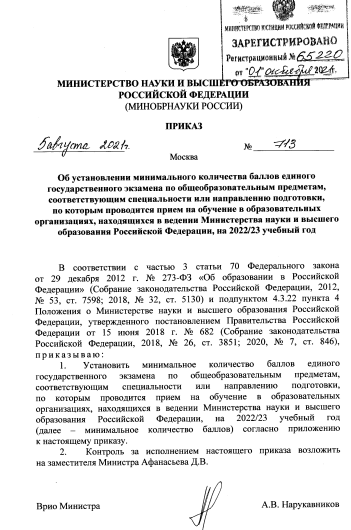 МИНИСТЕРСТВО ЮСТИЦИИ РОССИЙСКОЙ ФЕДЕРАЦИИ
ЗАРЕГИСТРИРОВАНО
Регистрационный № 65220
от "01" октября 2021.
МИНИСТЕРСТВО НАУКИ И ВЫСШЕГО ОБРАЗОВАНИЯ
РОССИЙСКОЙ ФЕДЕРАЦИИ
(МИНОБРНАУКИ РОССИИ)
ПРИКАЗ
5 августа 2021 г. № 713
Москва
Об установлении минимального количества баллов единого
государственного экзамена по общеобразовательным предметам,
соответствующим специальности или направлению подготовки,
по которым проводится прием на обучение в образовательных
организациях, находящихся в ведении Министерства науки и высшего
образования Российской Федерации, на 2022/23 учебный год
В соответствии с частью 3 статьи 70 Федерального закона
от 29 декабря 2012 г. № 273-ФЗ «Об образовании в Российской
Федерации» (Собрание законодательства Российской Федерации, 2012,
№ 53, ст. 7598; 2018, № 32, ст. 5130) и подпунктом 4.3.22 пункта 4
Положения о Министерстве науки и высшего образования Российской
Федерации, утвержденного постановлением Правительства Российской
Федерации от 15 июня 2018 г. № 682 (Собрание законодательства
Российской Федерации, 2018, № 26, ст. 3851; 2020, № 7, ст. 846),
приказываю:
1. Установить минимальное количество баллов единого
государственного экзамена по общеобразовательным предметам,
соответствующим специальности или направлению подготовки,
по которым проводится прием на обучение в образовательных
организациях, находящихся в ведении Министерства науки и высшего
образования Российской Федерации, на 2022/23 учебный год
(далее – минимальное количество баллов) согласно приложению
к настоящему приказу.
2. Контроль за исполнением настоящего приказа возложить
на заместителя Министра Афанасьева Д.В.
Врио Министра А.В. Нарукавников